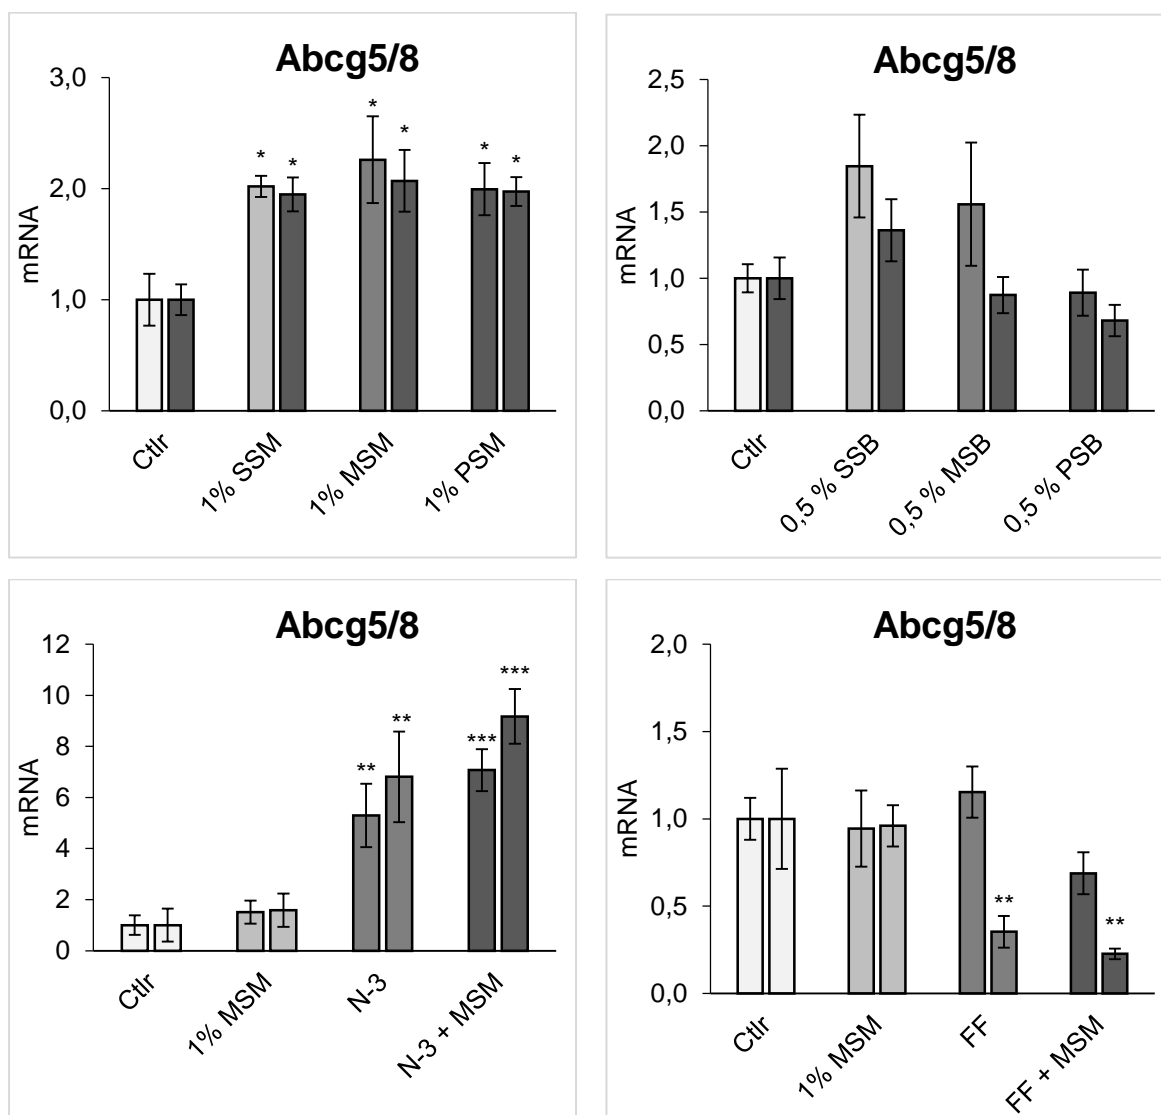 Abcg5/8
3,0
2,0
1,0
0,0
mRNA
* * * * * *
Ctlr
1% SSM
1% MSM
1% PSM
Abcg5/8
2,5
2,0
1,5
1,0
0,5
0,0
mRNA
Ctlr
0,5 % SSB
0,5 % MSB
0,5 % PSB
Abcg5/8
12
10
8
6
4
2
0
mRNA
** ** *** ***
Ctlr
1% MSM
N-3
N-3 + MSM
Abcg5/8
2,0
1,5
1,0
0,5
0,0
mRNA
** **
Ctlr
1% MSM
FF
FF + MSM